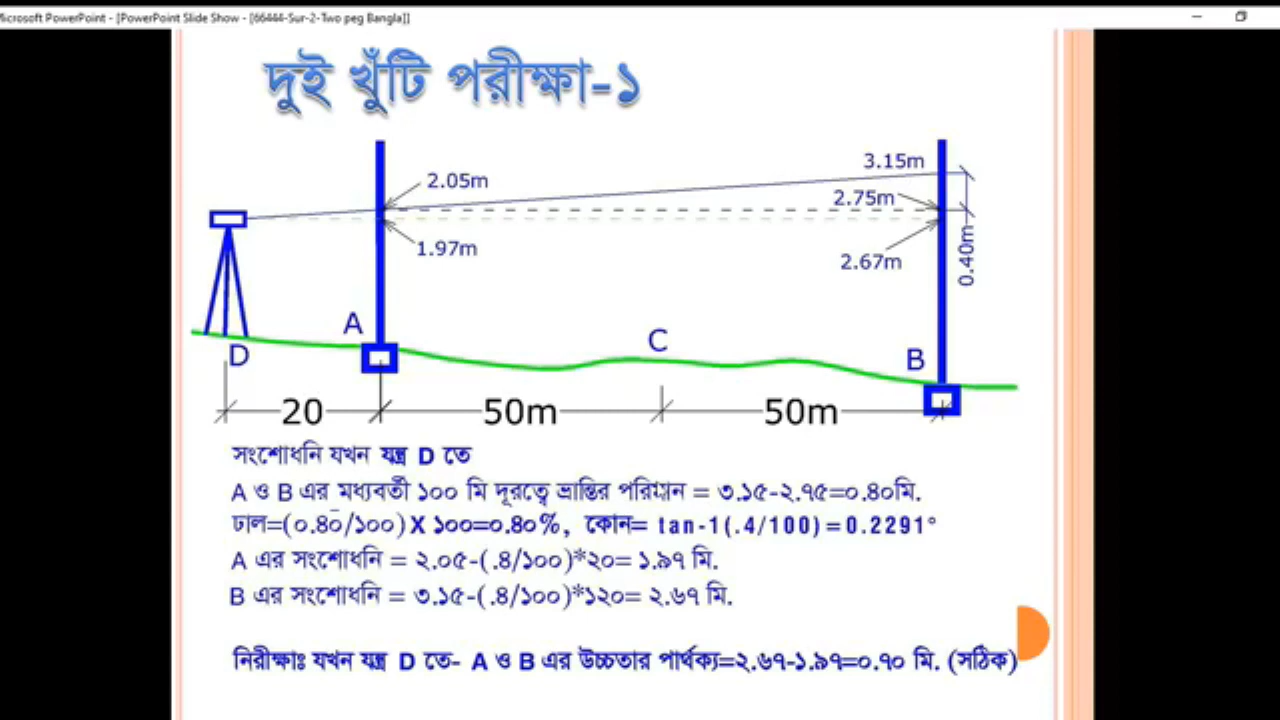 Microsoft PowerPoint - [PowerPoint Slide Show - [66444-Sur-2-Two peg Bangla]]
দুই খুঁটি পরীক্ষা-১
3.15m
2.05m
2.75m
1.97m
2.67m
0.40m
A
C
B
D
20
50m
50m
সংশোধনি যখন যন্ত্র D তে
A ও B এর মধ্যবর্তী ১০০ মি দূরত্বে ভ্রান্তির পরিমান = ৩.১৫-২.৭৫=০.৪০মি.
ঢাল=(০.৪০/১০০) X ১০০=০.৪০%, কোন= tan-1(.4/100)=0.2291°
A এর সংশোধনি = ২.০৫-(.৪/১০০)*২০= ১.৯৭ মি.
B এর সংশোধনি = ৩.১৫-(.৪/১০০)*১২০= ২.৬৭ মি.
নিরীক্ষাঃ যখন যন্ত্র D তে- A ও B এর উচ্চতার পার্থক্য=২.৬৭-১.৯৭=০.৭০ মি. (সঠিক)